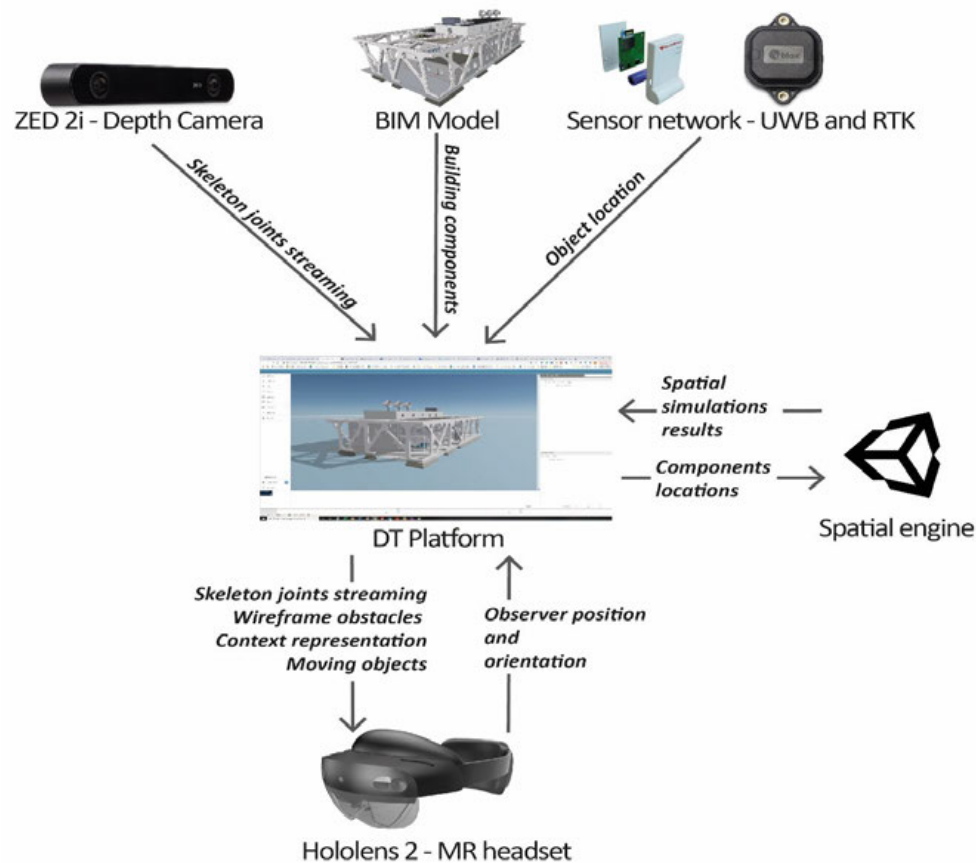 ZED 2i - Depth Camera
BIM Model
Sensor network - UWB and RTK
Skeleton joints streaming
Building components
Object location
Spatial
simulations
results
Components
locations
Spatial engine
DT Platform
Skeleton joints streaming
Wireframe obstacles
Context representation
Moving objects
Observer position
and
orientation
Hololens 2 - MR headset